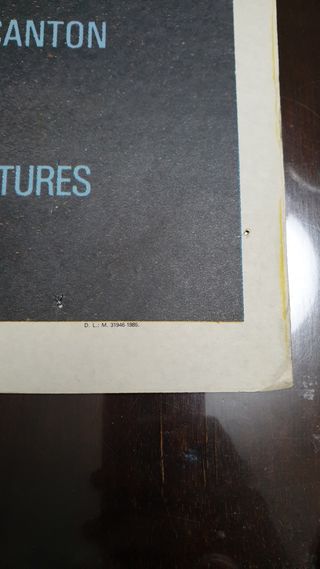 CANTON
TURES
D. L.: M. 31946-1985.